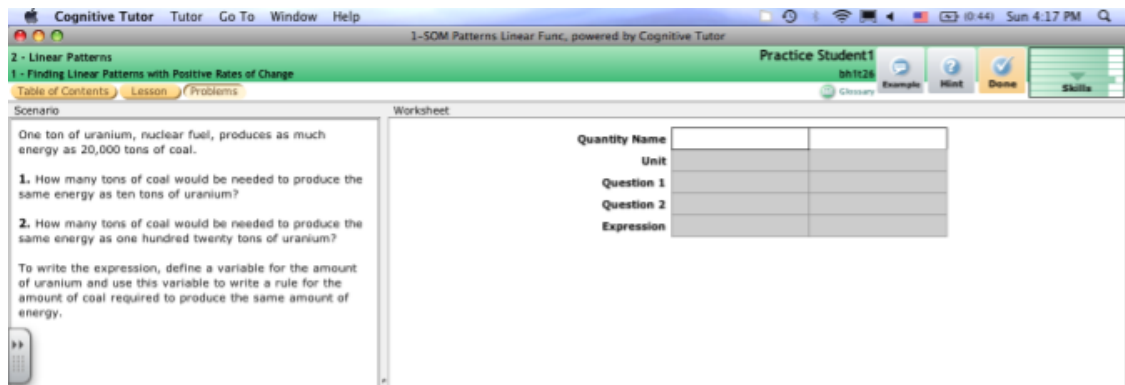 Cognitive Tutor Tutor Go To Window Help (0:44) Sun 4:17 PM
1-SOM Patterns Linear Func, powered by Cognitive Tutor
2 - Linear Patterns
Practice Student1
1 - Finding Linear Patterns with Positive Rates of Change
bh1t26
Table of Contents Lesson Problems
Glossary Example Hint Done Skills
Scenario
Worksheet
One ton of uranium, nuclear fuel, produces as much
energy as 20,000 tons of coal.
1. How many tons of coal would be needed to produce the
same energy as ten tons of uranium?
2. How many tons of coal would be needed to produce the
same energy as one hundred twenty tons of uranium?
To write the expression, define a variable for the amount
of uranium and use this variable to write a rule for the
amount of coal required to produce the same amount of
energy.
Quantity Name
Unit
Question 1
Question 2
Expression